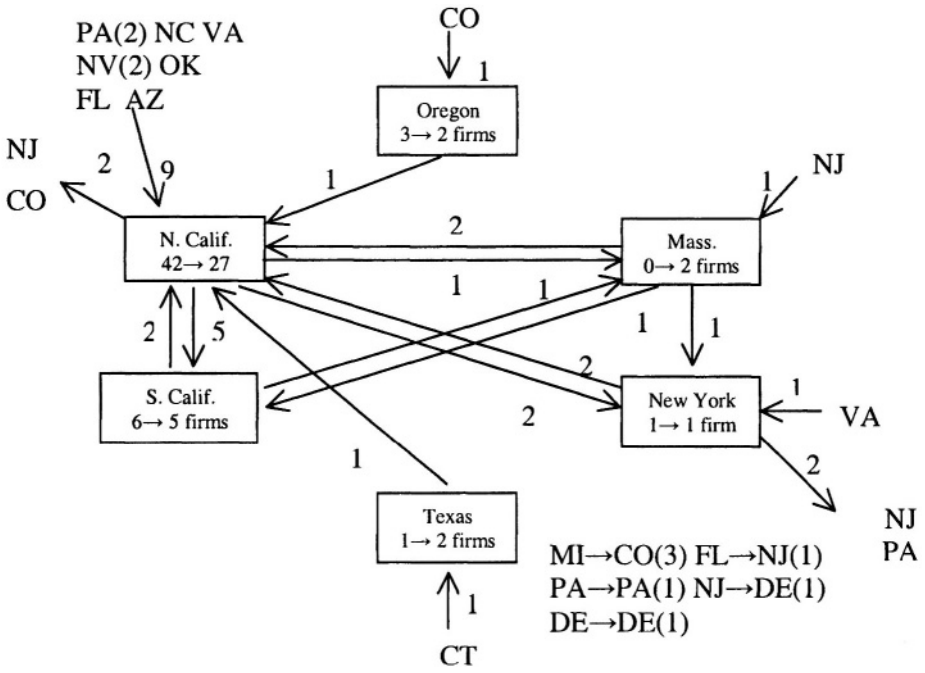 PA(2) NC VA
NV(2) OK
FL AZ
CO
1
Oregon
3→ 2 firms
NJ
CO
2
9
1
2
1
NJ
N. Calif.
42→ 27
Mass.
0→ 2 firms
1
1
2
5
1
1
2
S. Calif.
6→ 5 firms
2
New York
1→ 1 firm
1
VA
1
2
Texas
1→ 2 firms
NJ
PA
MI→CO(3) FL→NJ(1)
PA→PA(1) NJ→DE(1)
DE→DE(1)
1
CT